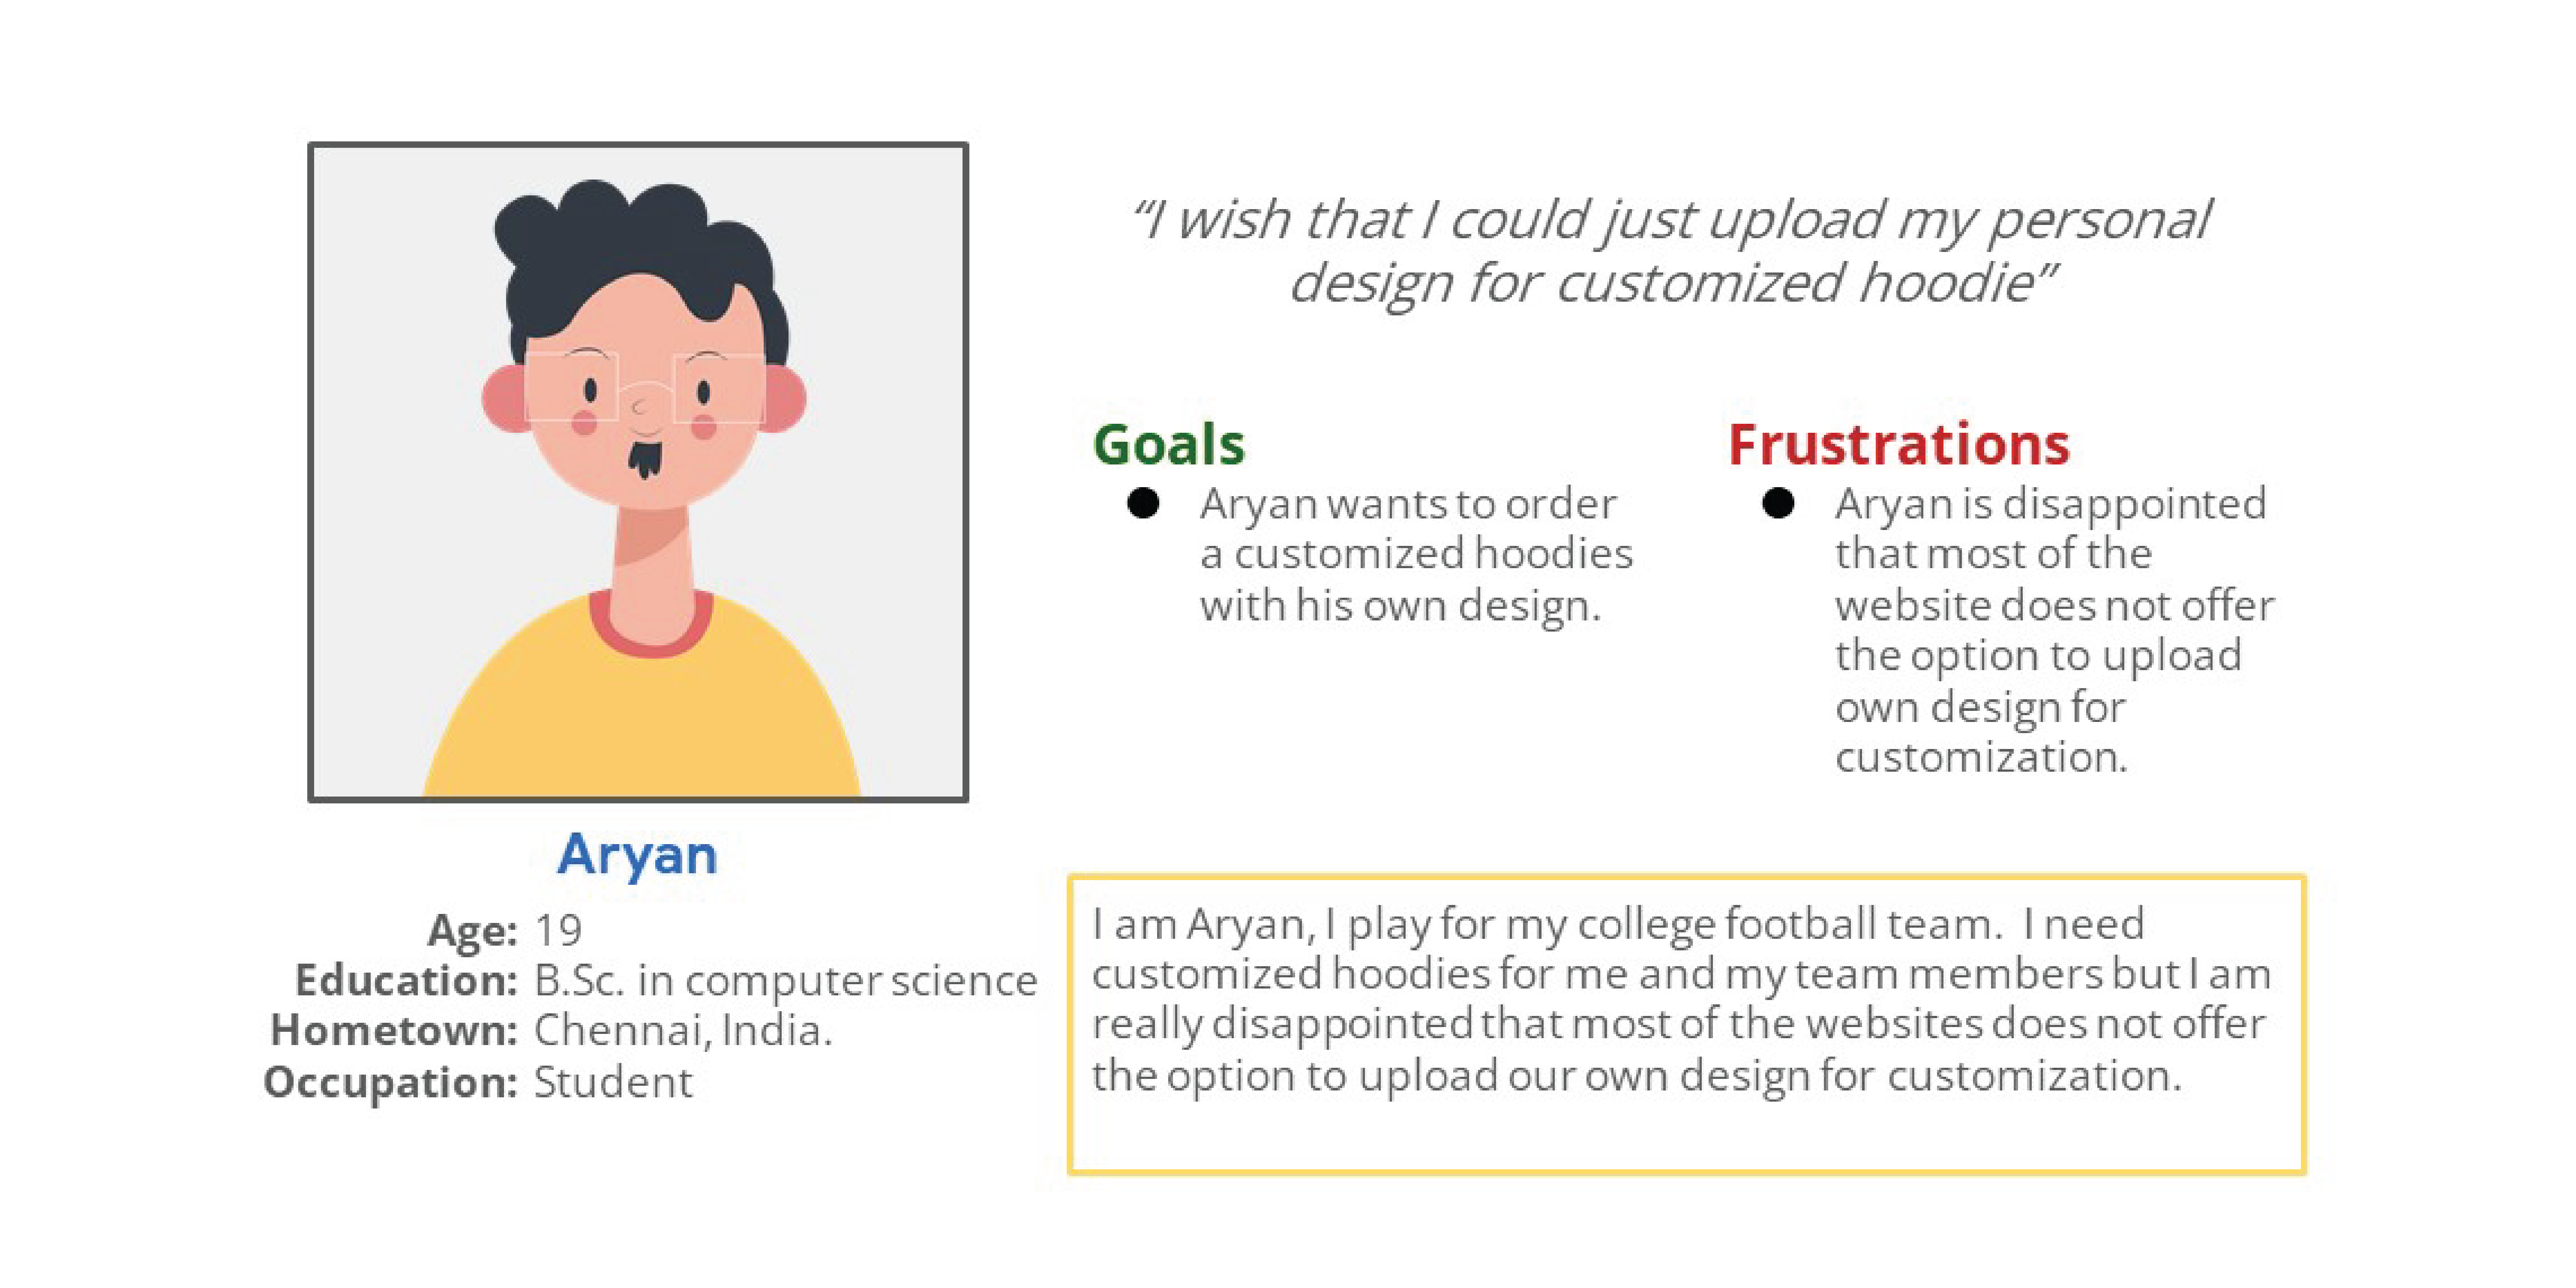 “I wish that I could just upload my personal
design for customized hoodie”
Goals
● Aryan wants to order
a customized hoodies
with his own design.
Frustrations
● Aryan is disappointed
that most of the
website does not offer
the option to upload
own design for
customization.
Aryan
Age: 19
Education: B.Sc. in computer science
Hometown: Chennai, India.
Occupation: Student
I am Aryan, I play for my college football team.  I need
customized hoodies for me and my team members but I am
really disappointed that most of the websites does not offer
the option to upload our own design for customization.